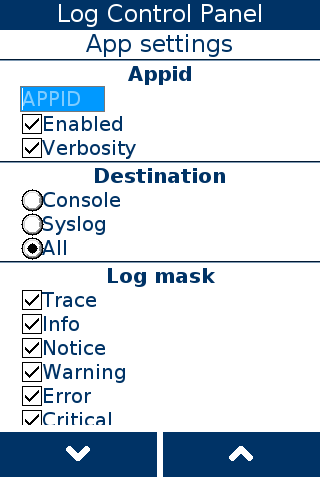 Log Control Panel
App settings
Appid
APPID
Enabled
Verbosity
Destination
Console
Syslog
All
Log mask
Trace
Info
Notice
Warning
Error
Critical